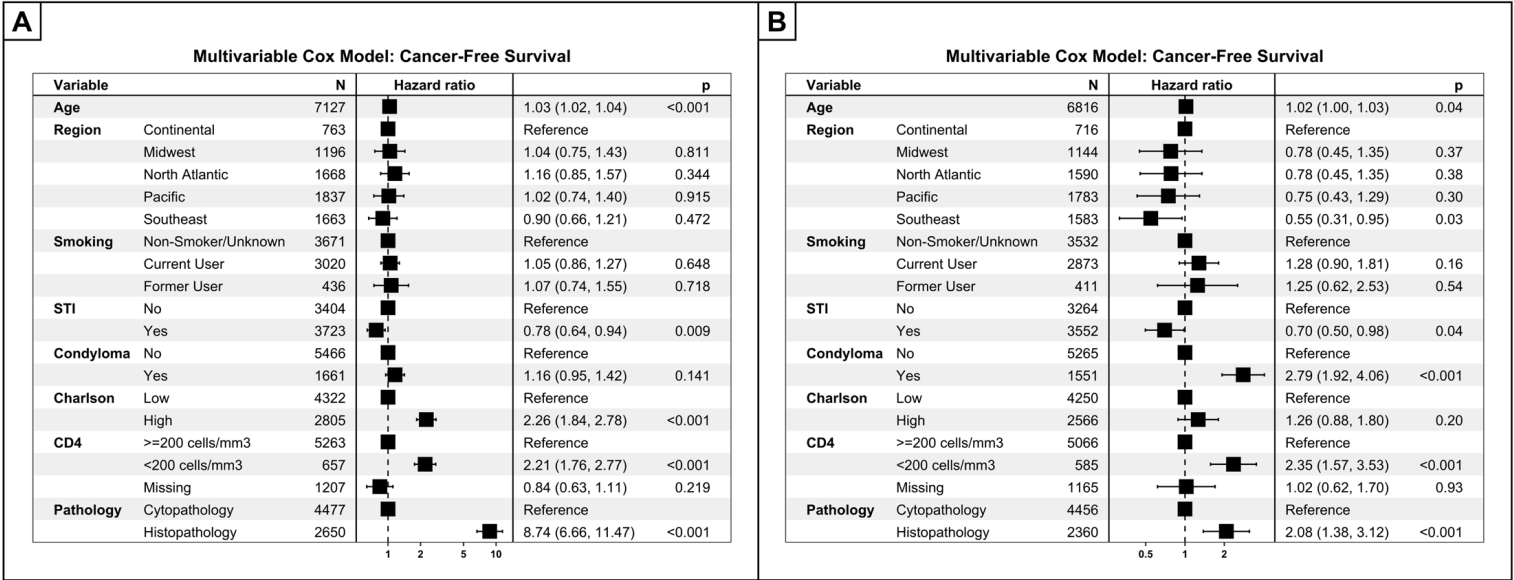 A
Multivariable Cox Model: Cancer-Free Survival
Variable N Hazard ratio p
Age 7127 1.03 (1.02, 1.04) <0.001
Region Continental 763 Reference
Midwest 1196 1.04 (0.75, 1.43) 0.811
North Atlantic 1668 1.16 (0.85, 1.57) 0.344
Pacific 1837 1.02 (0.74, 1.40) 0.915
Southeast 1663 0.90 (0.66, 1.21) 0.472
Smoking Non-Smoker/Unknown 3671 Reference
Current User 3020 1.05 (0.86, 1.27) 0.648
Former User 436 1.07 (0.74, 1.55) 0.718
STI No 3404 Reference
Yes 3723 0.78 (0.64, 0.94) 0.009
Condyloma No 5466 Reference
Yes 1661 1.16 (0.95, 1.42) 0.141
Charlson Low 4322 Reference
High 2805 2.26 (1.84, 2.78) <0.001
CD4 >=200 cells/mm3 5263 Reference
<200 cells/mm3 657 2.21 (1.76, 2.77) <0.001
Missing 1207 0.84 (0.63, 1.11) 0.219
Pathology Cytopathology 4477 Reference
Histopathology 2650 8.74 (6.66, 11.47) <0.001
1 2 5 10
B
Multivariable Cox Model: Cancer-Free Survival
Variable N Hazard ratio p
Age 6816 1.02 (1.00, 1.03) 0.04
Region Continental 716 Reference
Midwest 1144 0.78 (0.45, 1.35) 0.37
North Atlantic 1590 0.78 (0.45, 1.35) 0.38
Pacific 1783 0.75 (0.43, 1.29) 0.30
Southeast 1583 0.55 (0.31, 0.95) 0.03
Smoking Non-Smoker/Unknown 3532 Reference
Current User 2873 1.28 (0.90, 1.81) 0.16
Former User 411 1.25 (0.62, 2.53) 0.54
STI No 3264 Reference
Yes 3552 0.70 (0.50, 0.98) 0.04
Condyloma No 5265 Reference
Yes 1551 2.79 (1.92, 4.06) <0.001
Charlson Low 4250 Reference
High 2566 1.26 (0.88, 1.80) 0.20
CD4 >=200 cells/mm3 5066 Reference
<200 cells/mm3 585 2.35 (1.57, 3.53) <0.001
Missing 1165 1.02 (0.62, 1.70) 0.93
Pathology Cytopathology 4456 Reference
Histopathology 2360 2.08 (1.38, 3.12) <0.001
0.5 1 2